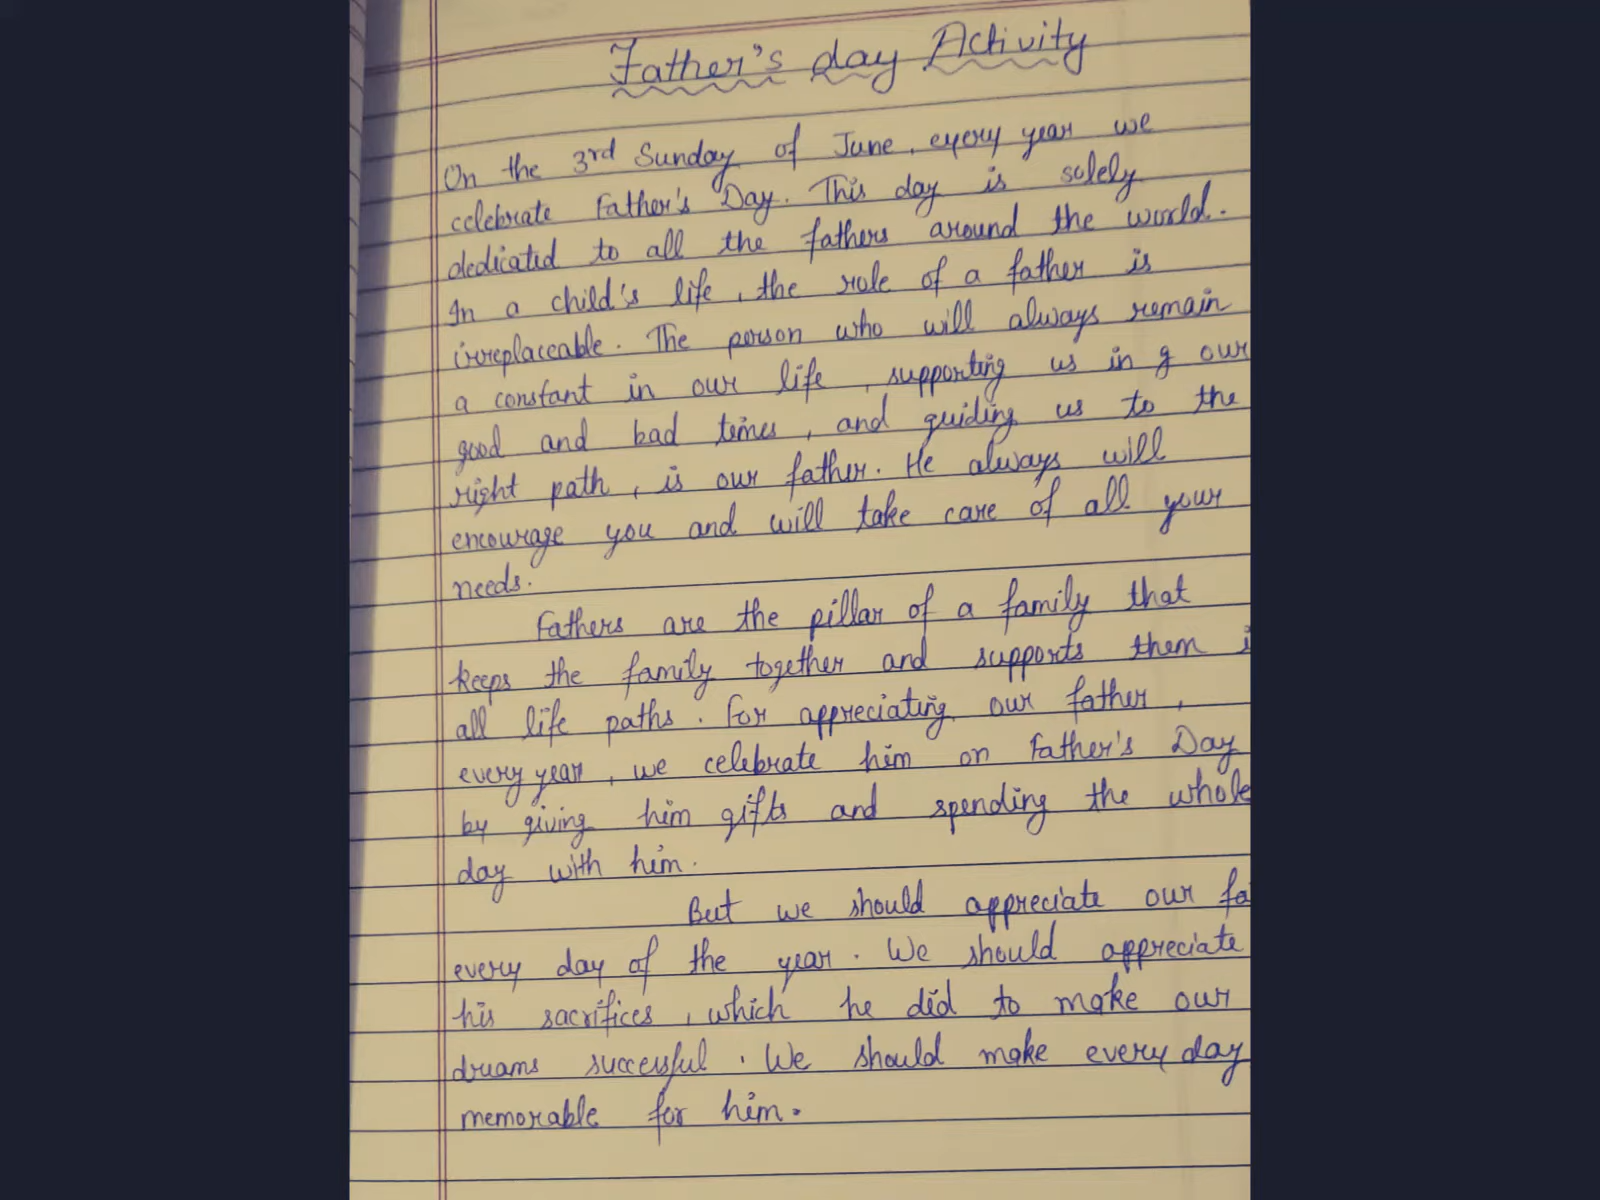 Father's day Activity
On the 3rd Sunday of June, every year we
celebrate Father's Day. This day is solely
dedicated to all the fathers around the world.
In a child's life, the role of a father is
irreplaceable. The person who will always remain
a constant in our life, supporting us in our
good and bad times, and guiding us to the
right path, is our father. He always will
encourage you and will take care of all your
needs.
Fathers are the pillar of a family that
keeps the family together and supports them
all life paths. For appreciating our father,
every year, we celebrate him on Father's Day
by giving him gifts and spending the whole
day with him.
But we should appreciate our fa
every day of the year. We should appreciate
his sacrifices, which he did to make our
dreams successful. We should make every day
memorable for him.